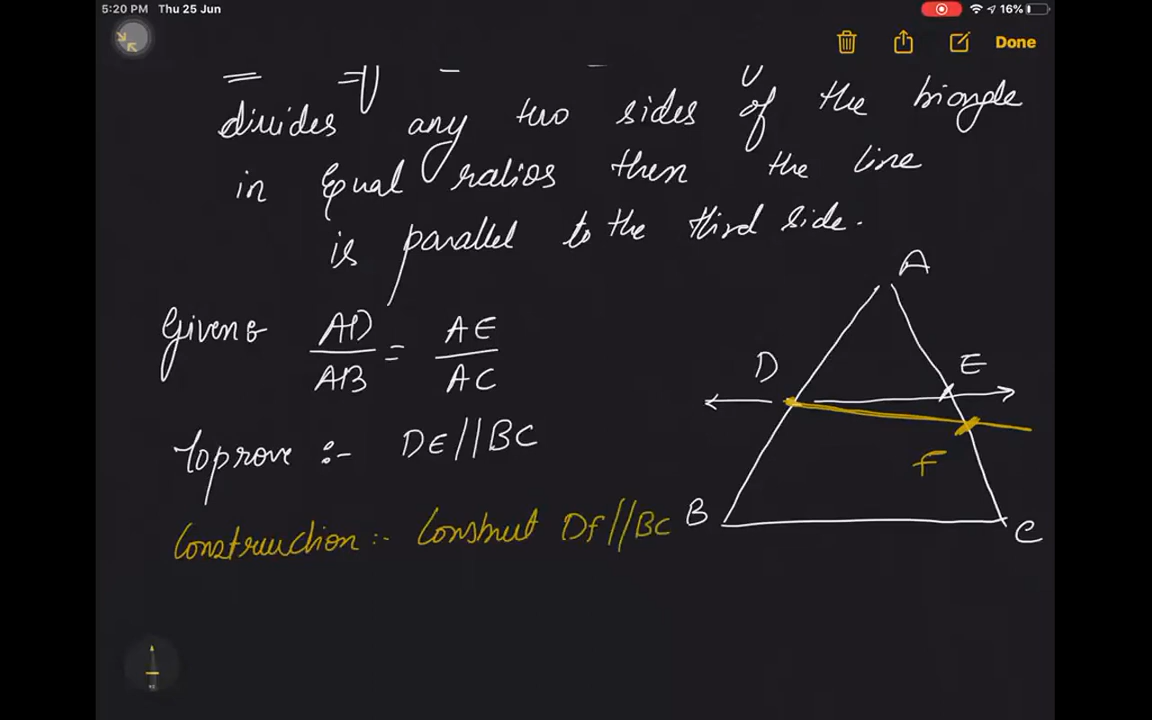 5:20 PM Thu 25 Jun
16%
Done
divides any two sides of the triangle
in Equal ratios then the line
is parallel to the third side.
Given :- AD/AB = AE/AC
To prove :- DE//BC
Construction :- Construct DF//BC
A
D
E
F
B
C